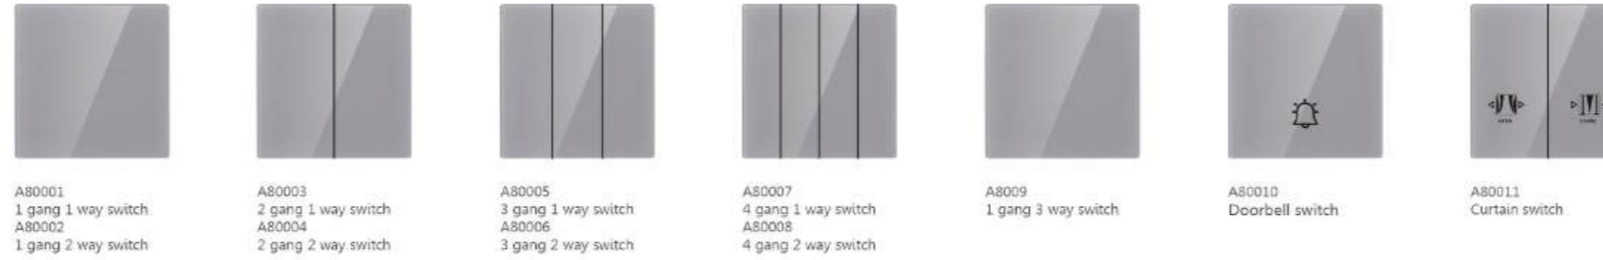 A80001
1 gang 1 way switch
A80002
1 gang 2 way switch
A80003
2 gang 1 way switch
A80004
2 gang 2 way switch
A80005
3 gang 1 way switch
A80006
3 gang 2 way switch
A80007
4 gang 1 way switch
A80008
4 gang 2 way switch
A8009
1 gang 3 way switch
A80010
Doorbell switch
A80011
Curtain switch